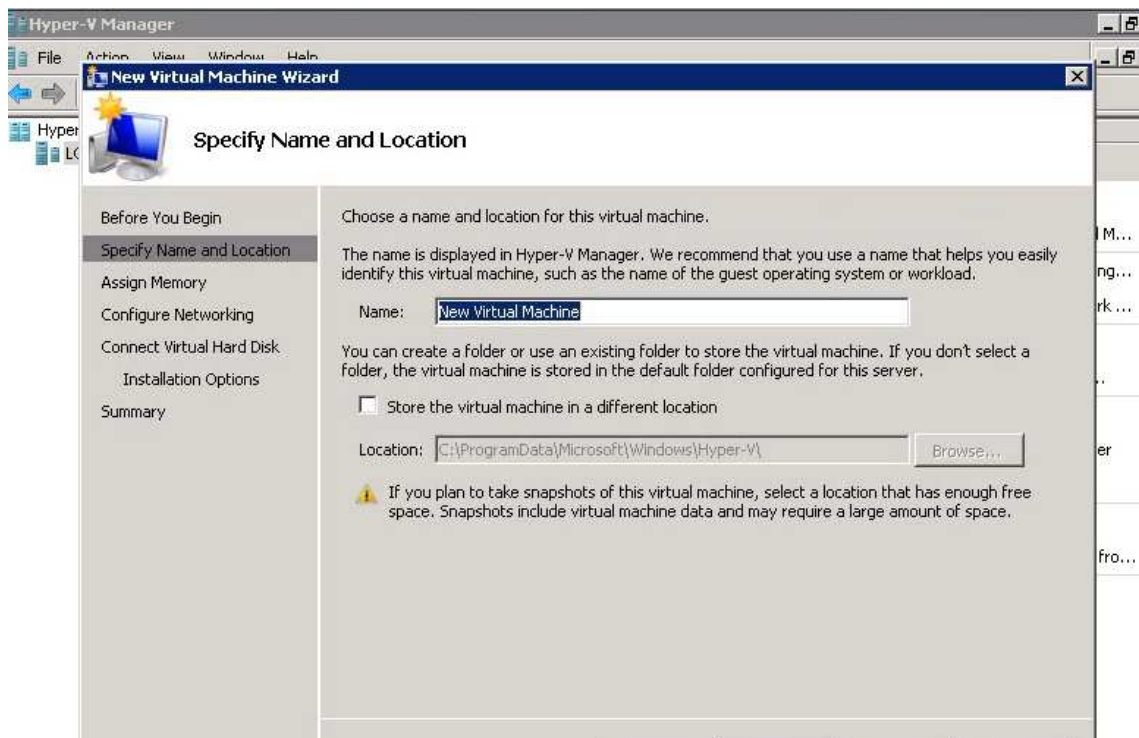 Hyper-V Manager
File Action View Window Help
New Virtual Machine Wizard
Specify Name and Location
Before You Begin
Specify Name and Location
Assign Memory
Configure Networking
Connect Virtual Hard Disk
Installation Options
Summary
Choose a name and location for this virtual machine.
The name is displayed in Hyper-V Manager. We recommend that you use a name that helps you easily
identify this virtual machine, such as the name of the guest operating system or workload.
Name: New Virtual Machine
You can create a folder or use an existing folder to store the virtual machine. If you don't select a
folder, the virtual machine is stored in the default folder configured for this server.
Store the virtual machine in a different location
Location: C:\ProgramData\Microsoft\Windows\Hyper-V\ Browse...
If you plan to take snapshots of this virtual machine, select a location that has enough free
space. Snapshots include virtual machine data and may require a large amount of space.